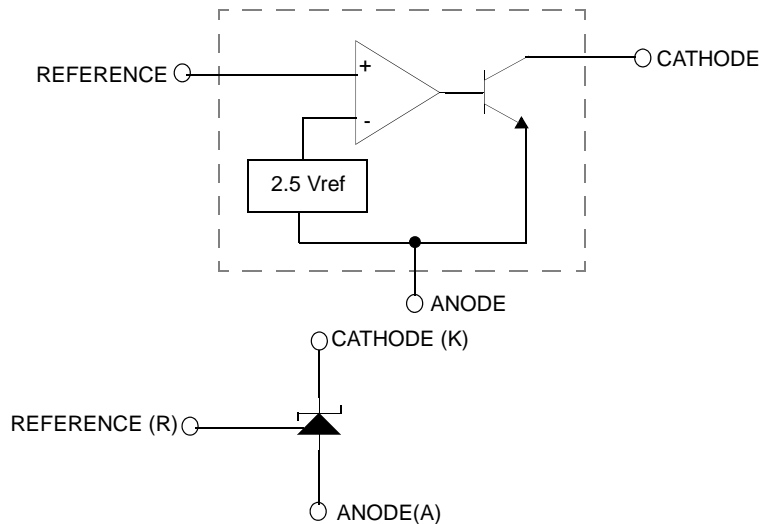 REFERENCE
+
CATHODE
-
2.5 Vref
ANODE
CATHODE (K)
REFERENCE (R)
ANODE(A)